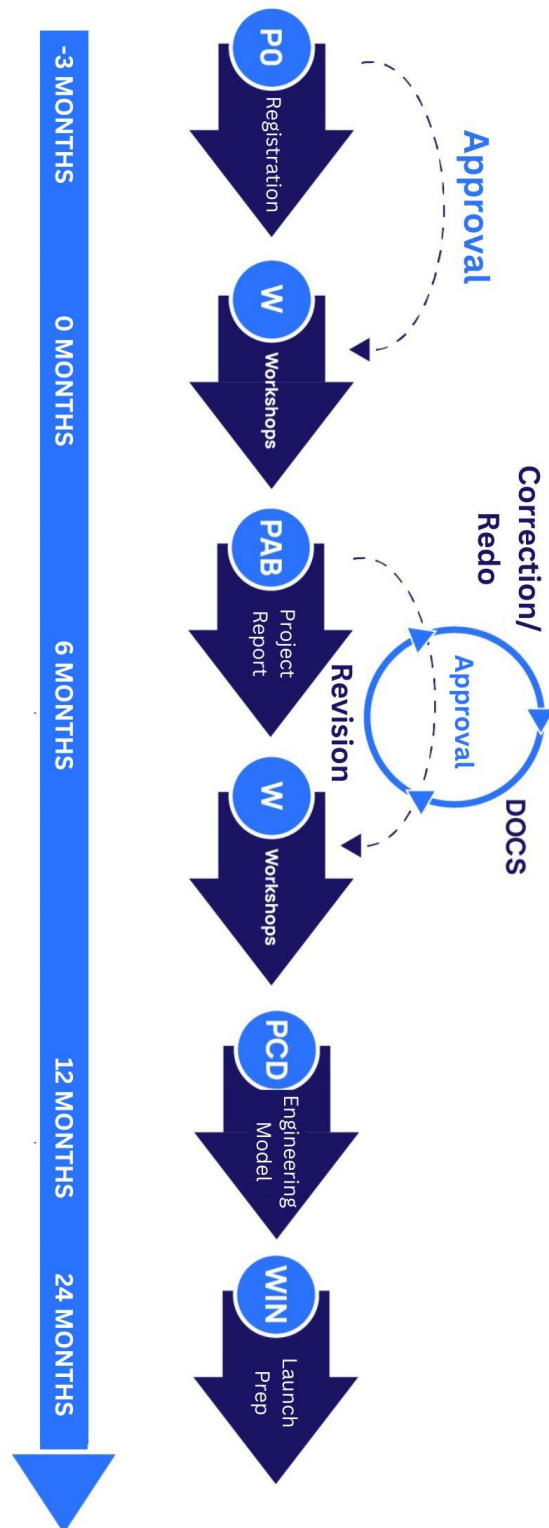 Approval
P0
Registration
W
Workshops
PAB
Project
Report
Correction/
Redo
Approval
DOCS
Revision
W
Workshops
PCD
Engineering
Model
WIN
Launch
Prep
-3 MONTHS
0 MONTHS
6 MONTHS
12 MONTHS
24 MONTHS